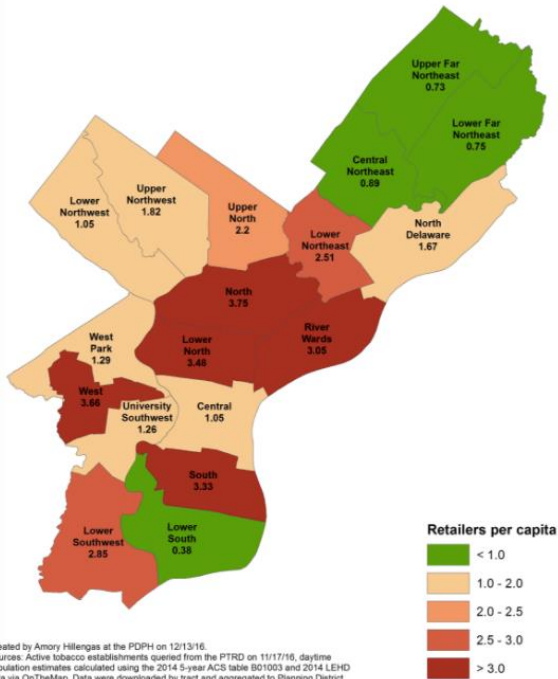 Upper Far
Northeast
0.73
Lower Far
Northeast
0.75
Central
Northeast
0.89
North
Delaware
1.67
Lower
Northwest
1.05
Upper
Northwest
1.82
Upper
North
2.2
Lower
Northeast
2.51
North
3.75
River
Wards
3.05
Lower
North
3.48
West
Park
1.29
West
3.66
University
Southwest
1.26
Central
1.05
South
3.33
Lower
Southwest
2.85
Lower
South
0.38
Retailers per capita
< 1.0
1.0 - 2.0
2.0 - 2.5
2.5 - 3.0
> 3.0
eated by Amory Hillengas at the PDPH on 12/13/16.
urces: Active tobacco establishments queried from the PTRD on 11/17/16, daytime
pulation estimates calculated using the 2014 5-year ACS table B01003 and 2014 LEHD
ta via OnTheMap. Data were downloaded by tract and aggregated to Planning District.